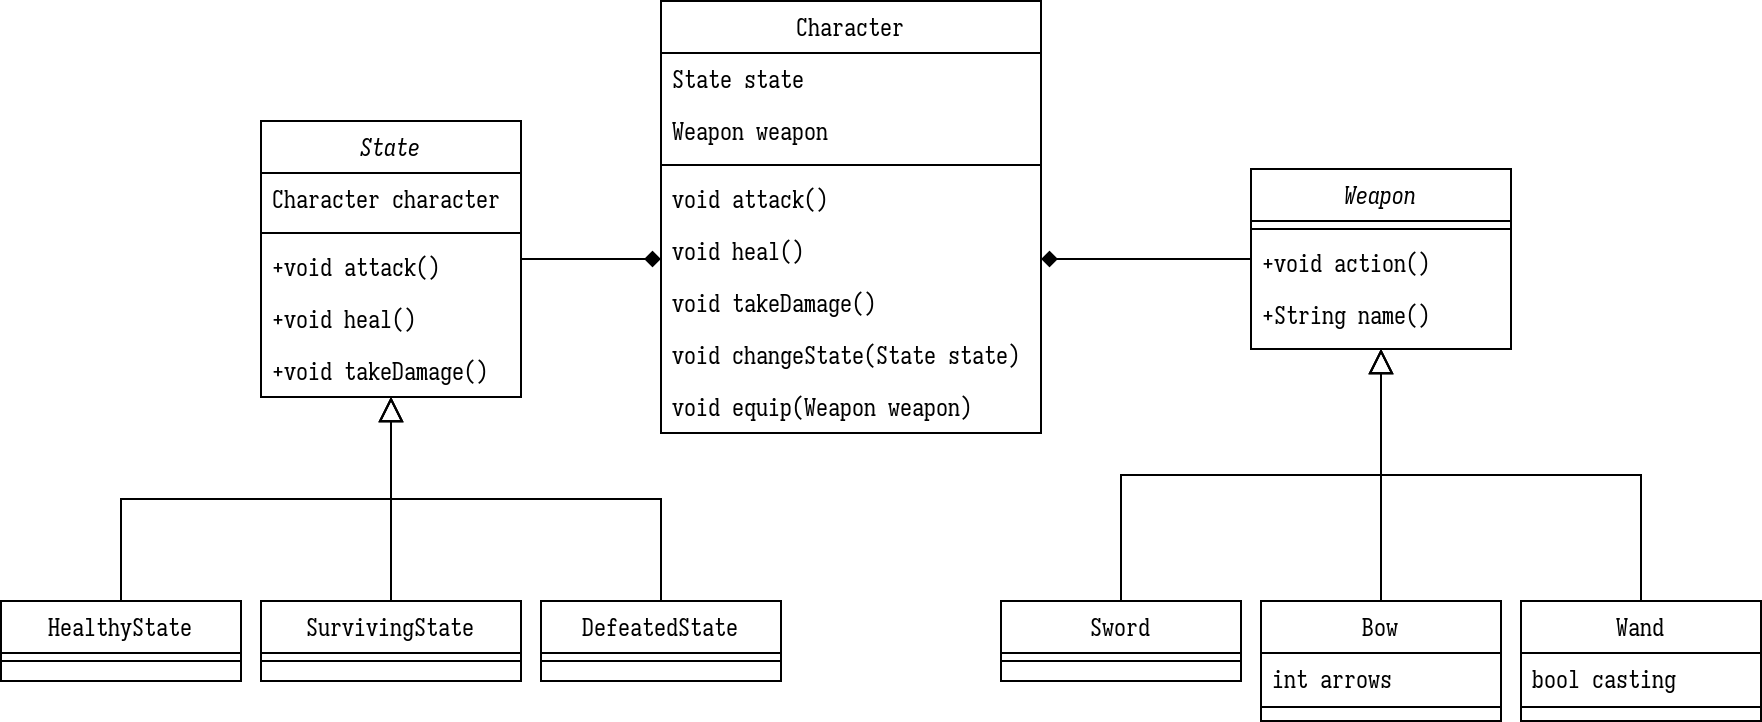 Character
State state
Weapon weapon
void attack()
void heal()
void takeDamage()
void changeState(State state)
void equip(Weapon weapon)
State
Character character
+void attack()
+void heal()
+void takeDamage()
Weapon
+void action()
+String name()
HealthyState
SurvivingState
DefeatedState
Sword
Bow
int arrows
Wand
bool casting